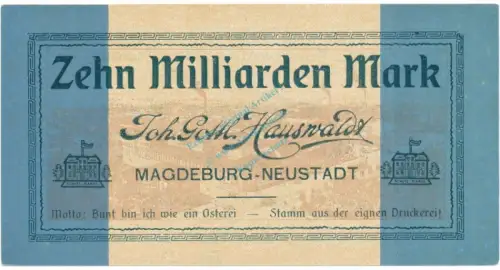 Zehn Milliarden Mark
Joh. Gottl. Hauswaldt
MAGDEBURG-NEUSTADT
Motto: Bunt bin ich wie ein Osterei — Stamm aus der eignen Druckerei!